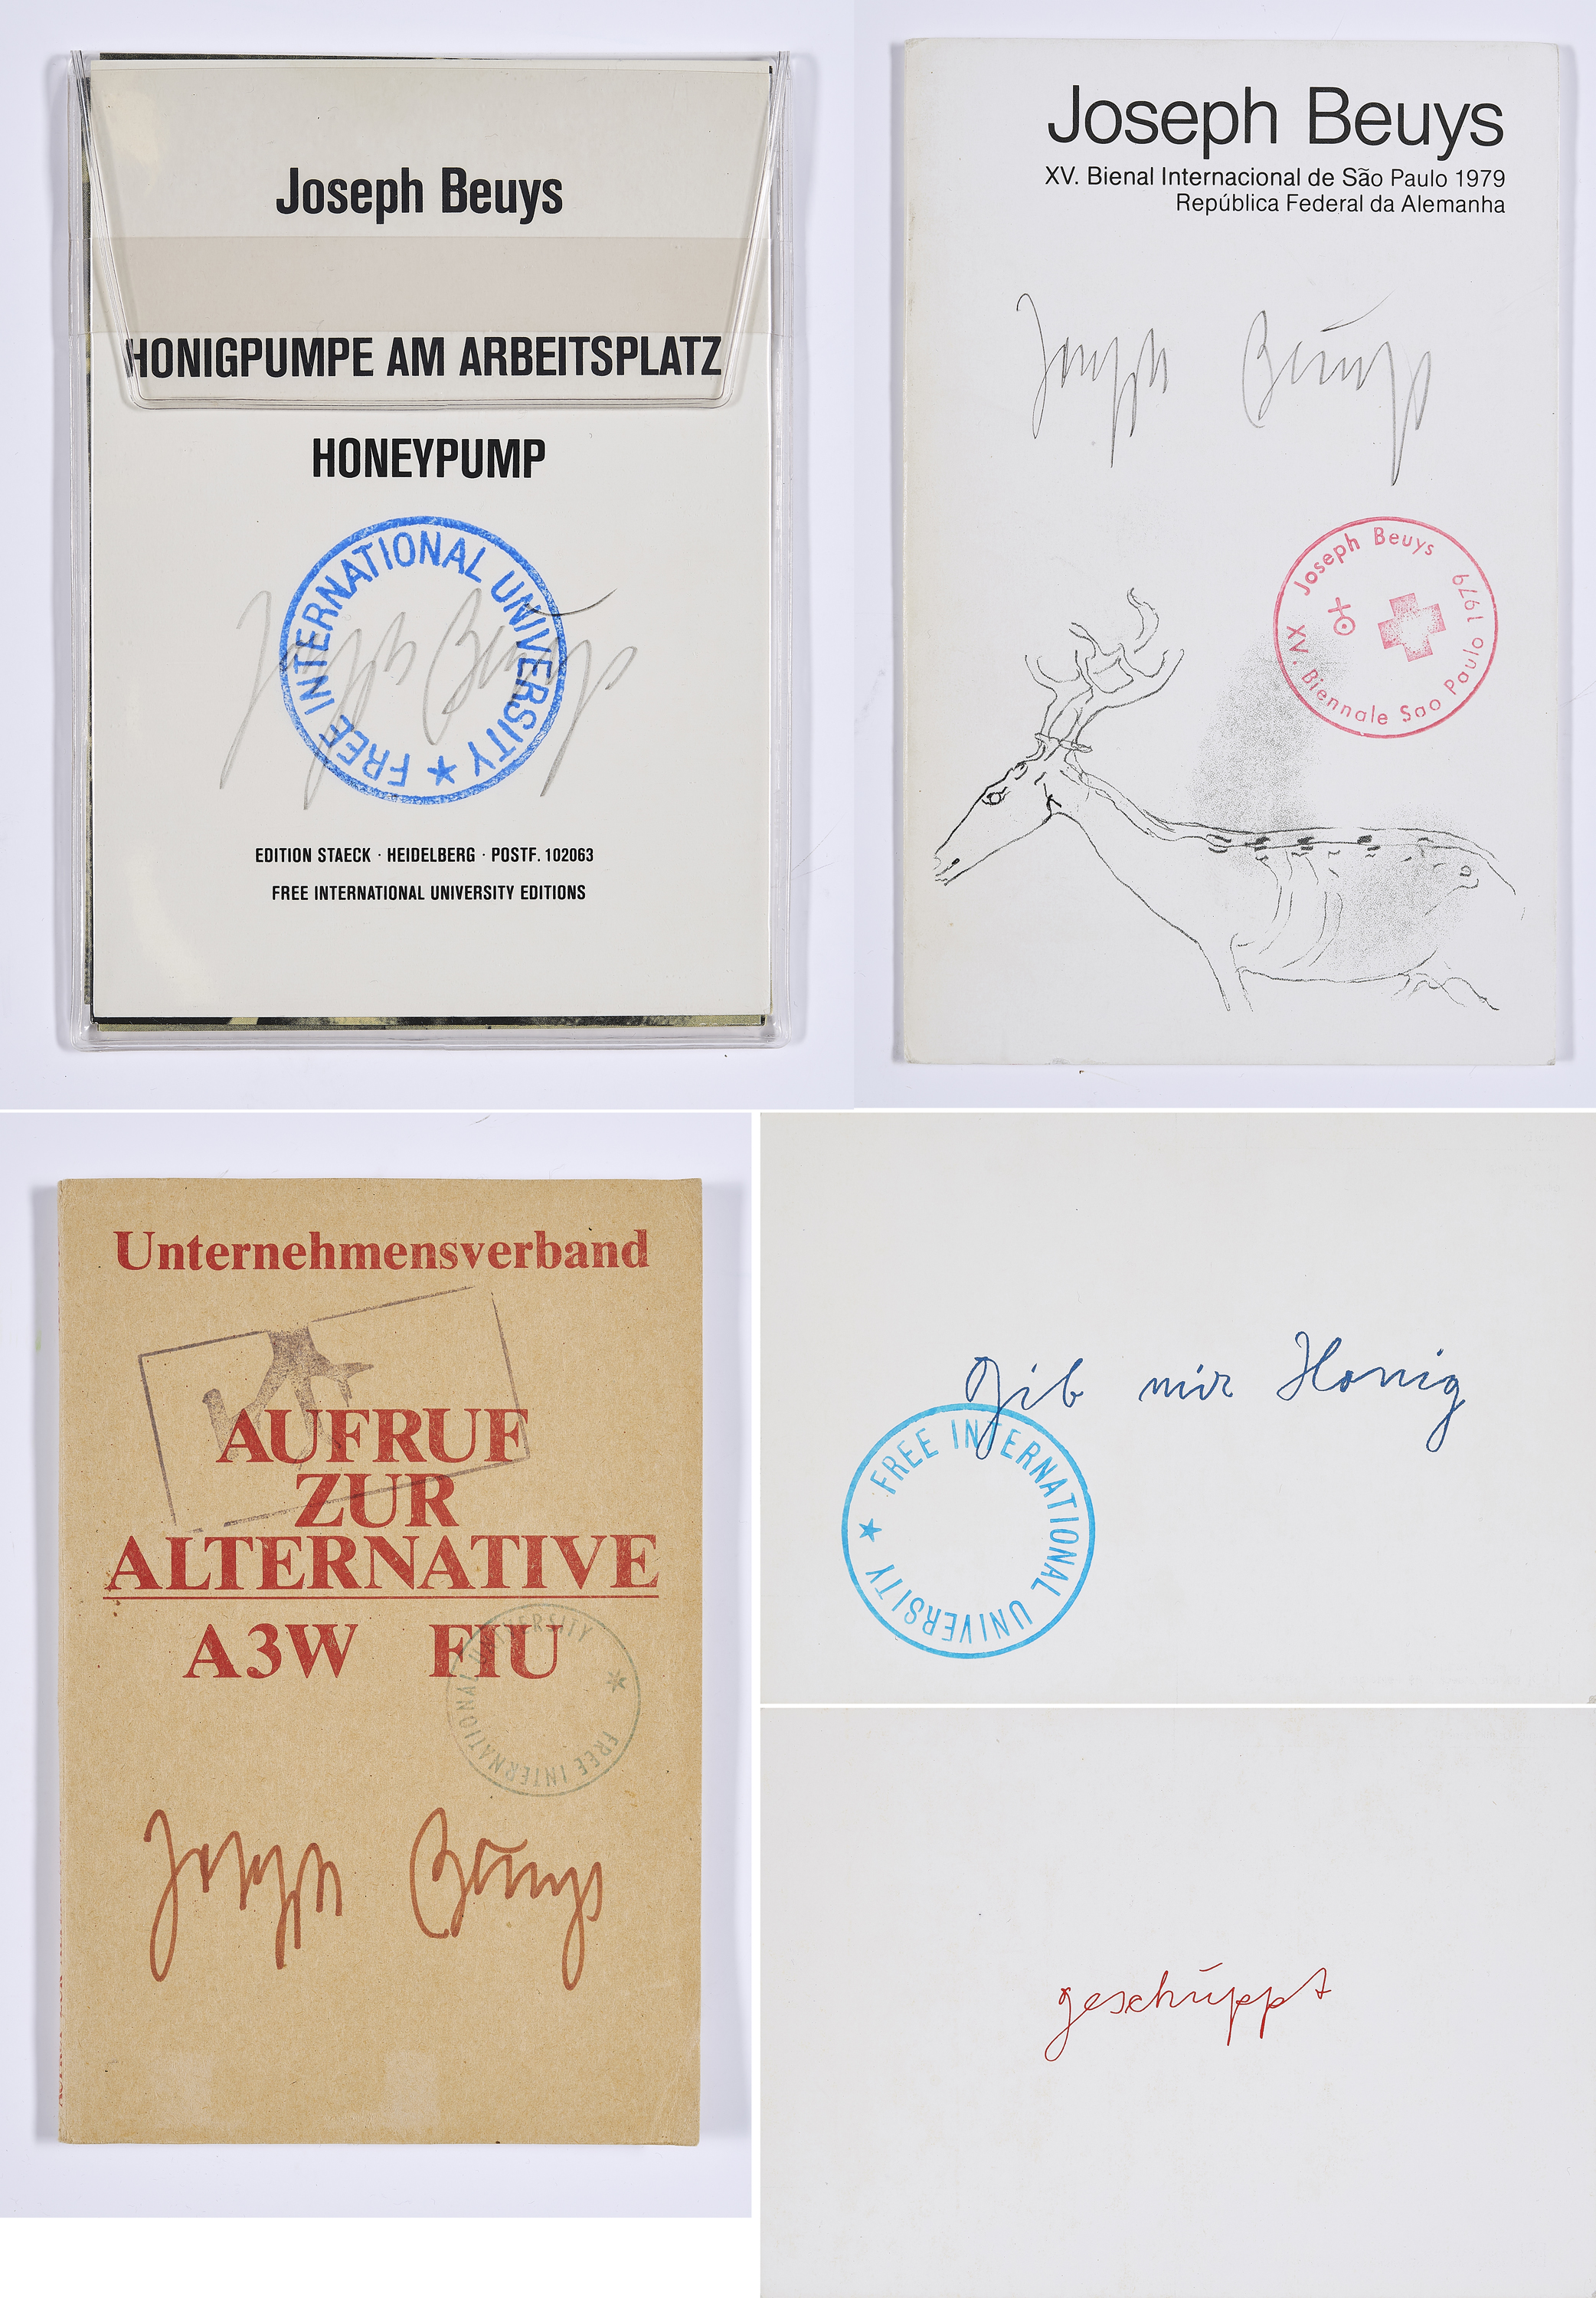 Joseph Beuys
HONIGPUMPE AM ARBEITSPLATZ
HONEYPUMP
FREE INTERNATIONAL UNIVERSITY ★
Joseph Beuys
EDITION STAECK · HEIDELBERG · POSTF. 102063
FREE INTERNATIONAL UNIVERSITY EDITIONS
Joseph Beuys
XV. Bienal Internacional de São Paulo 1979
República Federal da Alemanha
Joseph Beuys
Joseph Beuys
XV. Biennale Sao Paulo 1979
Unternehmensverband
AUFRUF
ZUR
ALTERNATIVE
A3W FIU
FREE INTERNATIONAL UNIVERSITY *
Joseph Beuys
Gib mir Honig
FREE INTERNATIONAL UNIVERSITY ★
geschüppt